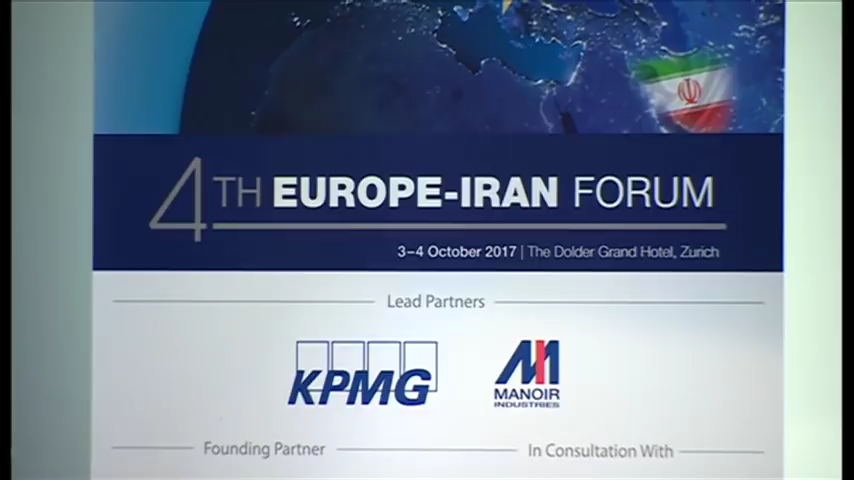 4TH EUROPE-IRAN FORUM
3–4 October 2017 | The Dolder Grand Hotel, Zurich
Lead Partners
KPMG
MANOIR
INDUSTRIES
Founding Partner
In Consultation With